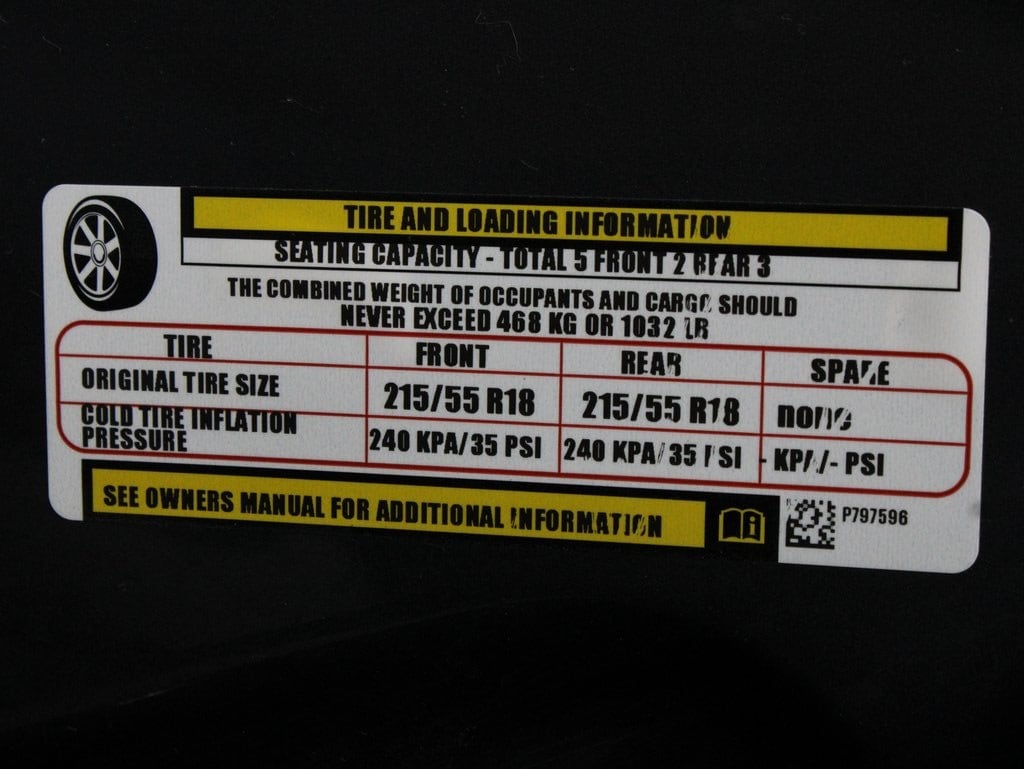 TIRE AND LOADING INFORMATION
SEATING CAPACITY - TOTAL 5 FRONT 2 REAR 3
THE COMBINED WEIGHT OF OCCUPANTS AND CARGO SHOULD
NEVER EXCEED 468 KG OR 1032 LB
TIRE FRONT REAR SPARE
ORIGINAL TIRE SIZE 215/55 R18 215/55 R18 none
COLD TIRE INFLATION
PRESSURE 240 KPA/35 PSI 240 KPA/35 PSI - KPA/- PSI
SEE OWNERS MANUAL FOR ADDITIONAL INFORMATION
P797596